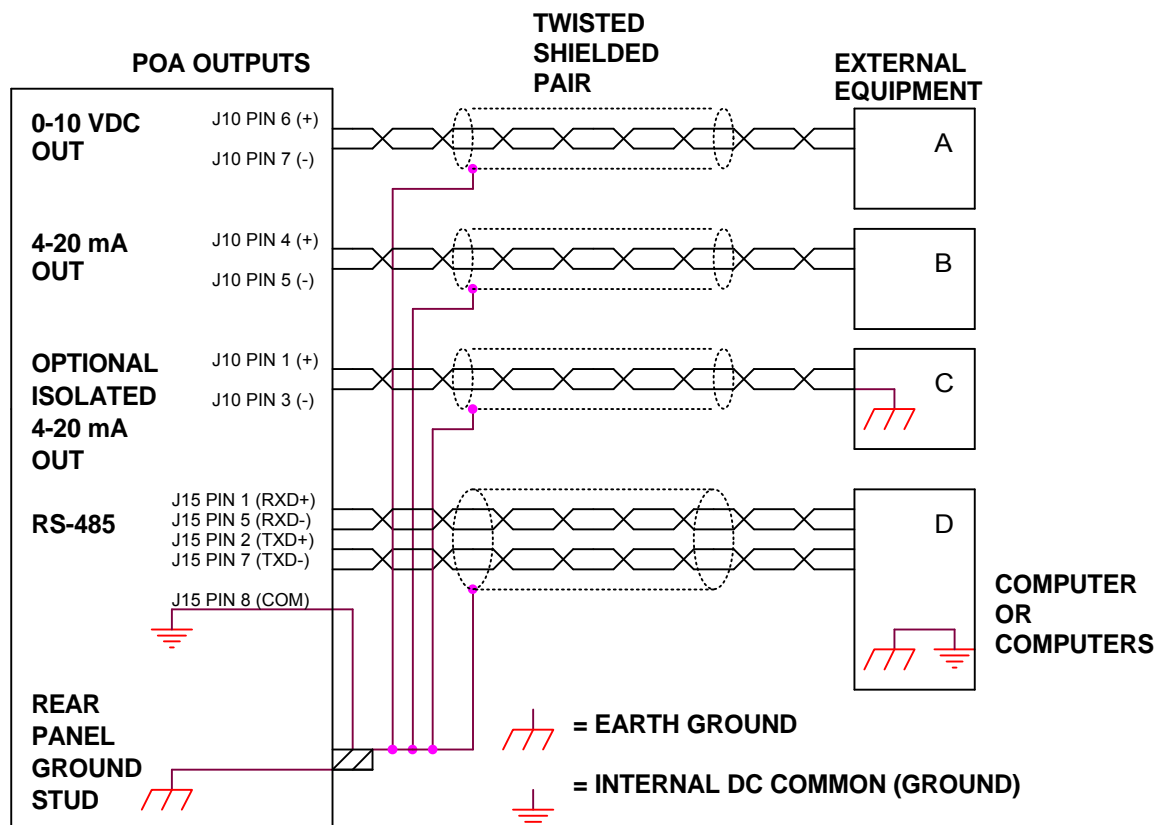 TWISTED
SHIELDED
PAIR
POA OUTPUTS
EXTERNAL
EQUIPMENT
0-10 VDC
OUT
J10 PIN 6 (+)
J10 PIN 7 (-)
A
4-20 mA
OUT
J10 PIN 4 (+)
J10 PIN 5 (-)
B
OPTIONAL
ISOLATED
4-20 mA
OUT
J10 PIN 1 (+)
J10 PIN 3 (-)
C
RS-485
J15 PIN 1 (RXD+)
J15 PIN 5 (RXD-)
J15 PIN 2 (TXD+)
J15 PIN 7 (TXD-)
J15 PIN 8 (COM)
D
COMPUTER
OR
COMPUTERS
REAR
PANEL
GROUND
STUD
= EARTH GROUND
= INTERNAL DC COMMON (GROUND)